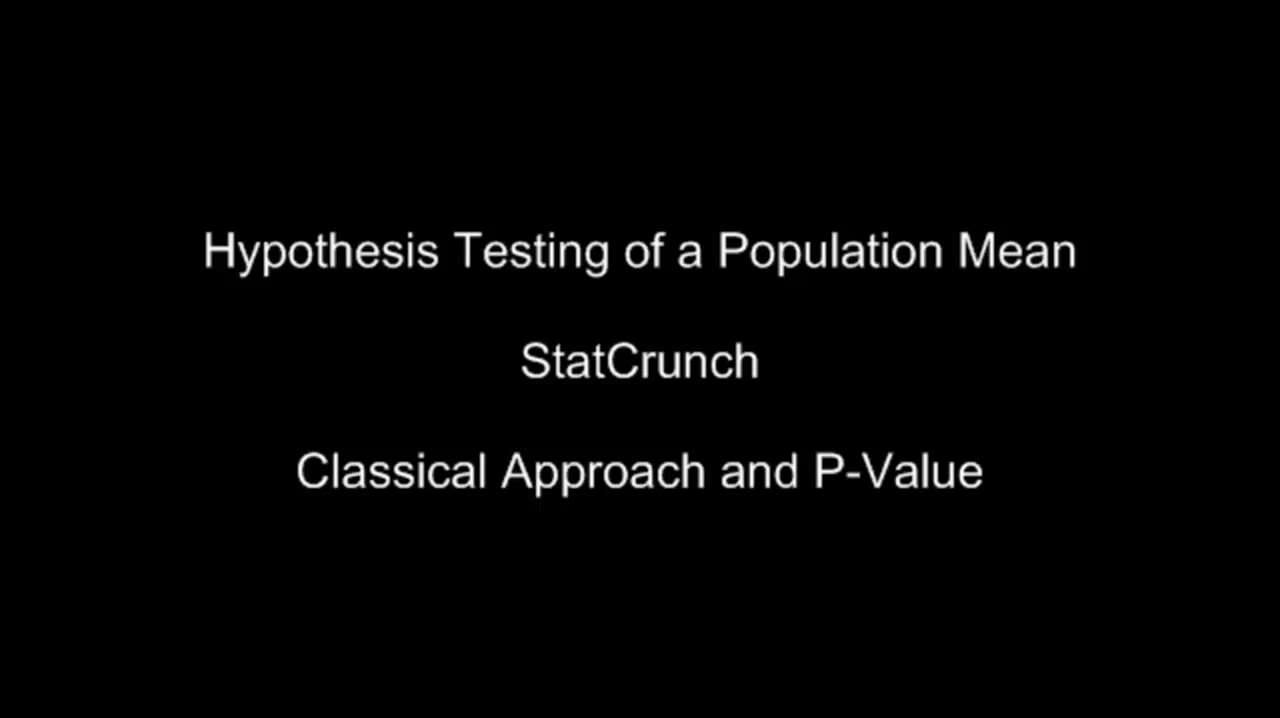 Hypothesis Testing of a Population Mean
StatCrunch
Classical Approach and P-Value